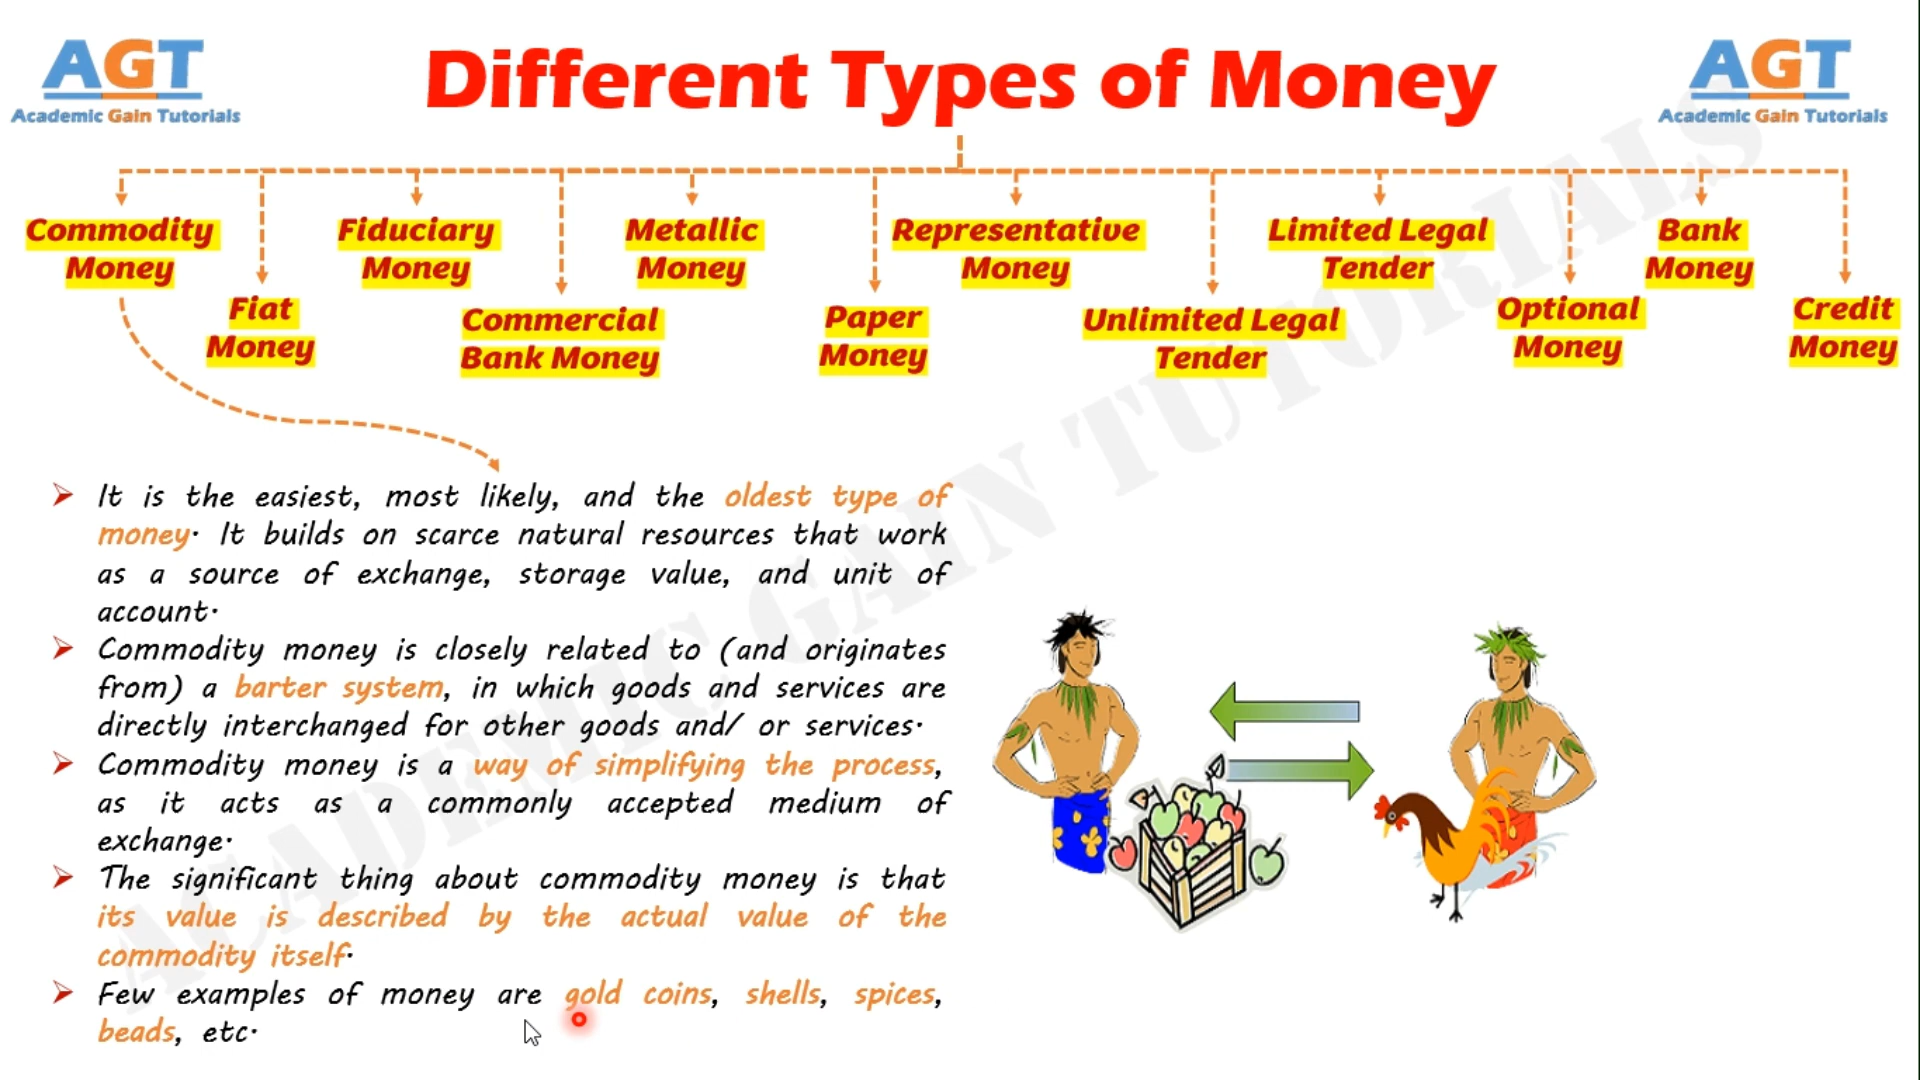 AGT
Academic Gain Tutorials
Different Types of Money
AGT
Academic Gain Tutorials
Commodity
Money
Fiat
Money
Fiduciary
Money
Commercial
Bank Money
Metallic
Money
Paper
Money
Representative
Money
Unlimited Legal
Tender
Limited Legal
Tender
Optional
Money
Bank
Money
Credit
Money
It is the easiest, most likely, and the oldest type of
money. It builds on scarce natural resources that work
as a source of exchange, storage value, and unit of
account.
Commodity money is closely related to (and originates
from) a barter system, in which goods and services are
directly interchanged for other goods and/ or services.
Commodity money is a way of simplifying the process,
as it acts as a commonly accepted medium of
exchange.
The significant thing about commodity money is that
its value is described by the actual value of the
commodity itself.
Few examples of money are gold coins, shells, spices,
beads, etc.
ACADEMIC GAIN TUTORIALS